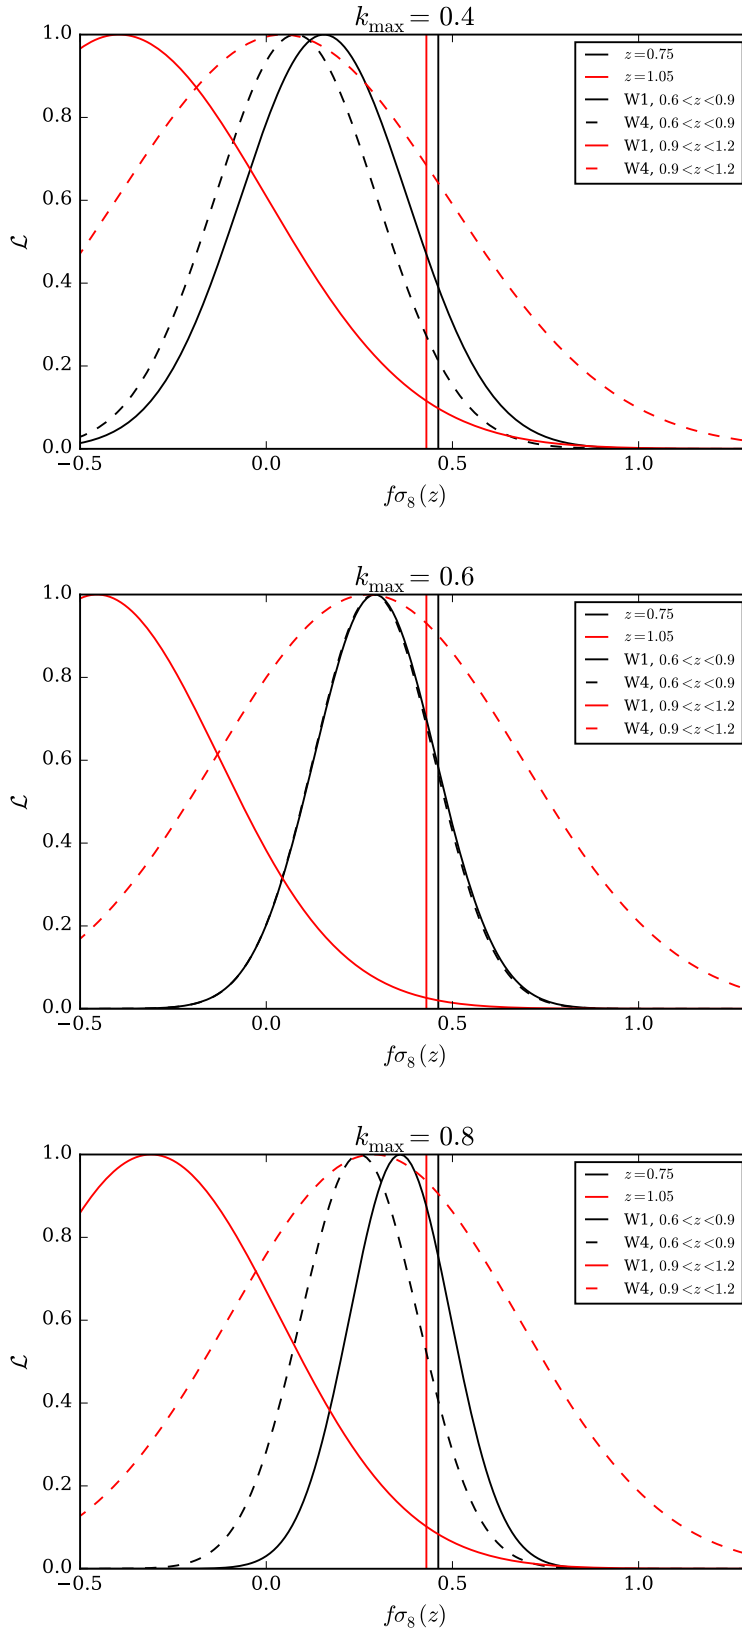 k_max = 0.4
1.0
0.8
0.6
0.4
0.2
0.0
ℒ
z=0.75
z=1.05
W1, 0.6<z<0.9
W4, 0.6<z<0.9
W1, 0.9<z<1.2
W4, 0.9<z<1.2
−0.5 0.0 0.5 1.0
fσ₈(z)
k_max = 0.6
1.0
0.8
0.6
0.4
0.2
0.0
ℒ
z=0.75
z=1.05
W1, 0.6<z<0.9
W4, 0.6<z<0.9
W1, 0.9<z<1.2
W4, 0.9<z<1.2
−0.5 0.0 0.5 1.0
fσ₈(z)
k_max = 0.8
1.0
0.8
0.6
0.4
0.2
0.0
ℒ
z=0.75
z=1.05
W1, 0.6<z<0.9
W4, 0.6<z<0.9
W1, 0.9<z<1.2
W4, 0.9<z<1.2
−0.5 0.0 0.5 1.0
fσ₈(z)